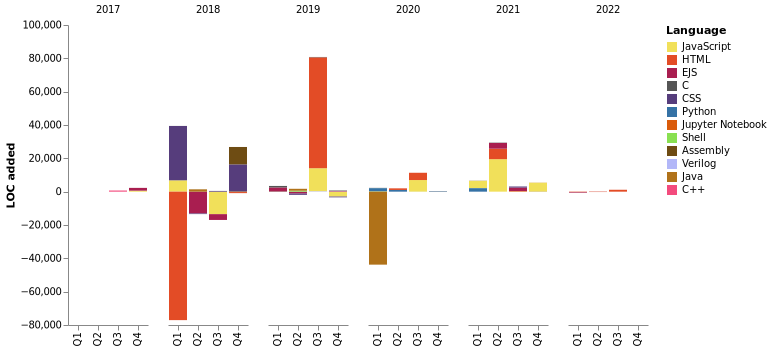 2017 2018 2019 2020 2021 2022
100,000
80,000
60,000
40,000
20,000
0
−20,000
−40,000
−60,000
−80,000
LOC added
Q1 Q2 Q3 Q4 Q1 Q2 Q3 Q4 Q1 Q2 Q3 Q4 Q1 Q2 Q3 Q4 Q1 Q2 Q3 Q4 Q1 Q2 Q3 Q4
Language
JavaScript
HTML
EJS
C
CSS
Python
Jupyter Notebook
Shell
Assembly
Verilog
Java
C++